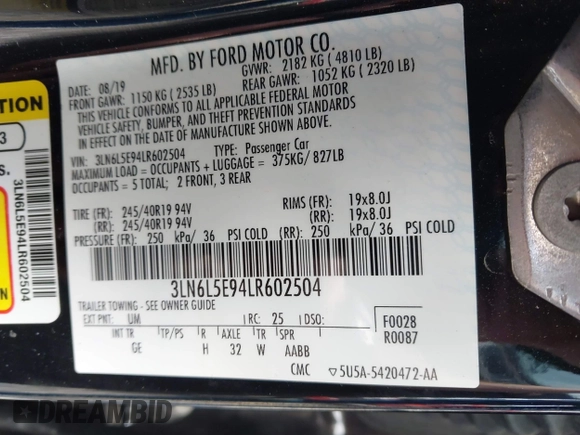 MFD. BY FORD MOTOR CO.
DATE: 08/19
GVWR: 2182 KG ( 4810 LB)
FRONT GAWR: 1150 KG ( 2535 LB)
REAR GAWR: 1052 KG ( 2320 LB)
THIS VEHICLE CONFORMS TO ALL APPLICABLE FEDERAL MOTOR
VEHICLE SAFETY, BUMPER, AND THEFT PREVENTION STANDARDS
IN EFFECT ON THE DATE OF MANUFACTURE SHOWN ABOVE.
VIN: 3LN6L5E94LR602504 TYPE: Passenger Car
MAXIMUM LOAD = OCCUPANTS + LUGGAGE = 375KG/ 827LB
OCCUPANTS = 5 TOTAL; 2 FRONT, 3 REAR
TIRE (FR): 245/40R19 94V RIMS (FR): 19x8.0J
(RR): 245/40R19 94V (RR): 19x8.0J
PRESSURE (FR): 250 kPa/ 36 PSI COLD (RR): 250 kPa/ 36 PSI COLD
3LN6L5E94LR602504
TRAILER TOWING - SEE OWNER GUIDE
EXT PNT: UM RC: 25 DSO: F0028
INT TR TP/PS R AXLE TR SPR R0087
GE H 32 W AABB
CMC 5U5A-5420472-AA
3LN6L5E94LR602504
TION
3
S.
N
DREAMBID